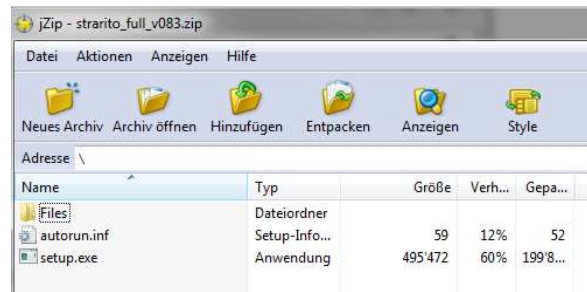 jZip - strarito_full_v083.zip
Datei Aktionen Anzeigen Hilfe
Neues Archiv Archiv öffnen Hinzufügen Entpacken Anzeigen Style
Adresse \
Name Typ Größe Verh... Gepa...
Files Dateiordner
autorun.inf Setup-Info... 59 12% 52
setup.exe Anwendung 495'472 60% 199'8...